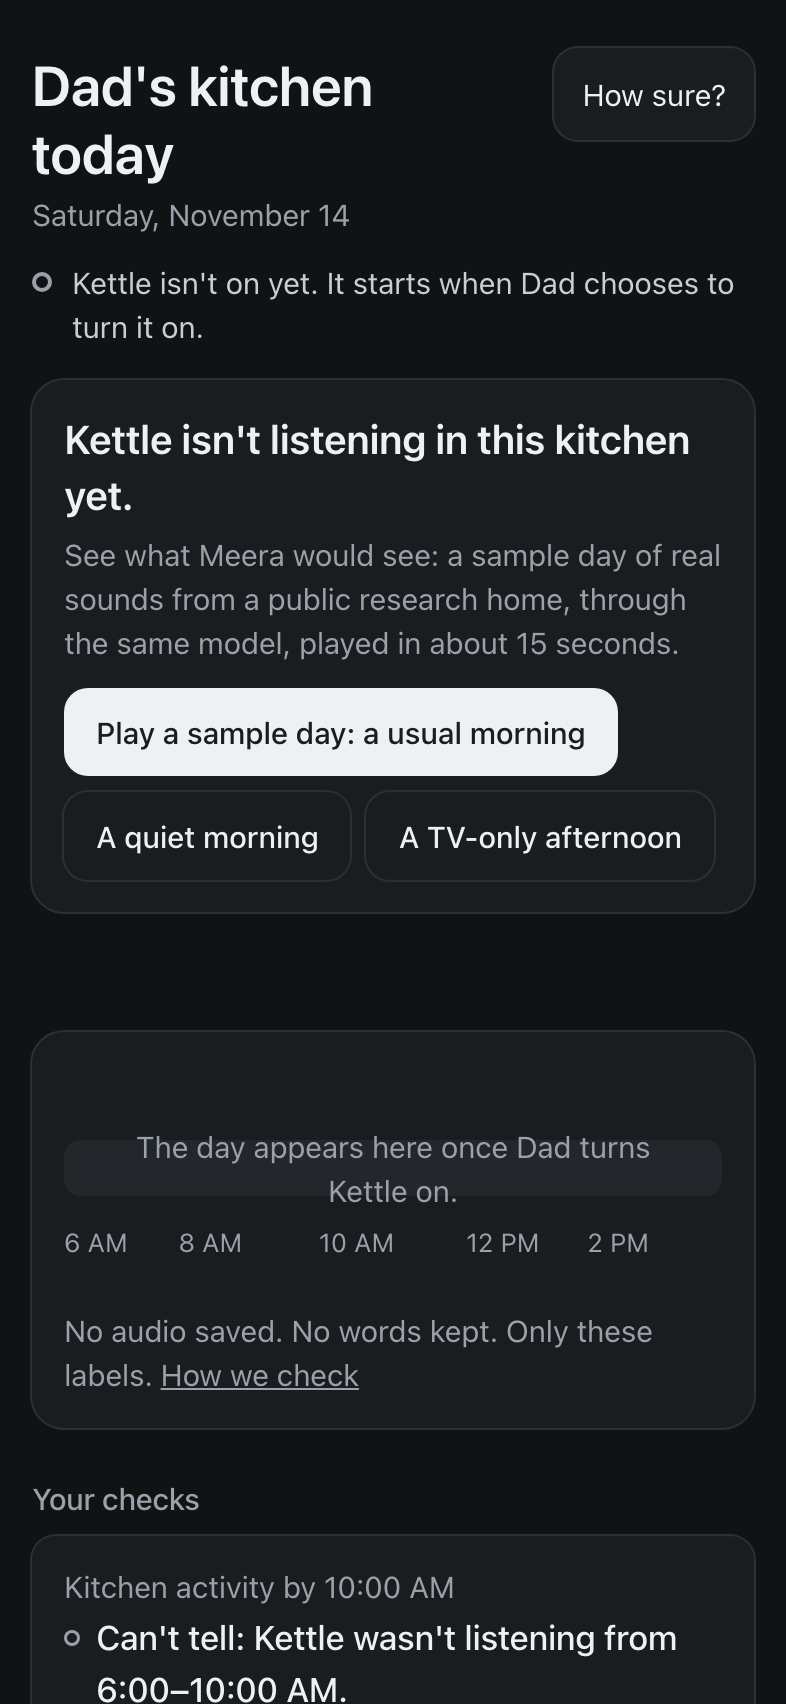 Dad's kitchen
today
How sure?
Saturday, November 14
Kettle isn't on yet. It starts when Dad chooses to
turn it on.
Kettle isn't listening in this kitchen
yet.
See what Meera would see: a sample day of real
sounds from a public research home, through
the same model, played in about 15 seconds.
Play a sample day: a usual morning
A quiet morning
A TV-only afternoon
The day appears here once Dad turns
Kettle on.
6 AM 8 AM 10 AM 12 PM 2 PM
No audio saved. No words kept. Only these
labels. How we check
Your checks
Kitchen activity by 10:00 AM
Can't tell: Kettle wasn't listening from
6:00–10:00 AM.